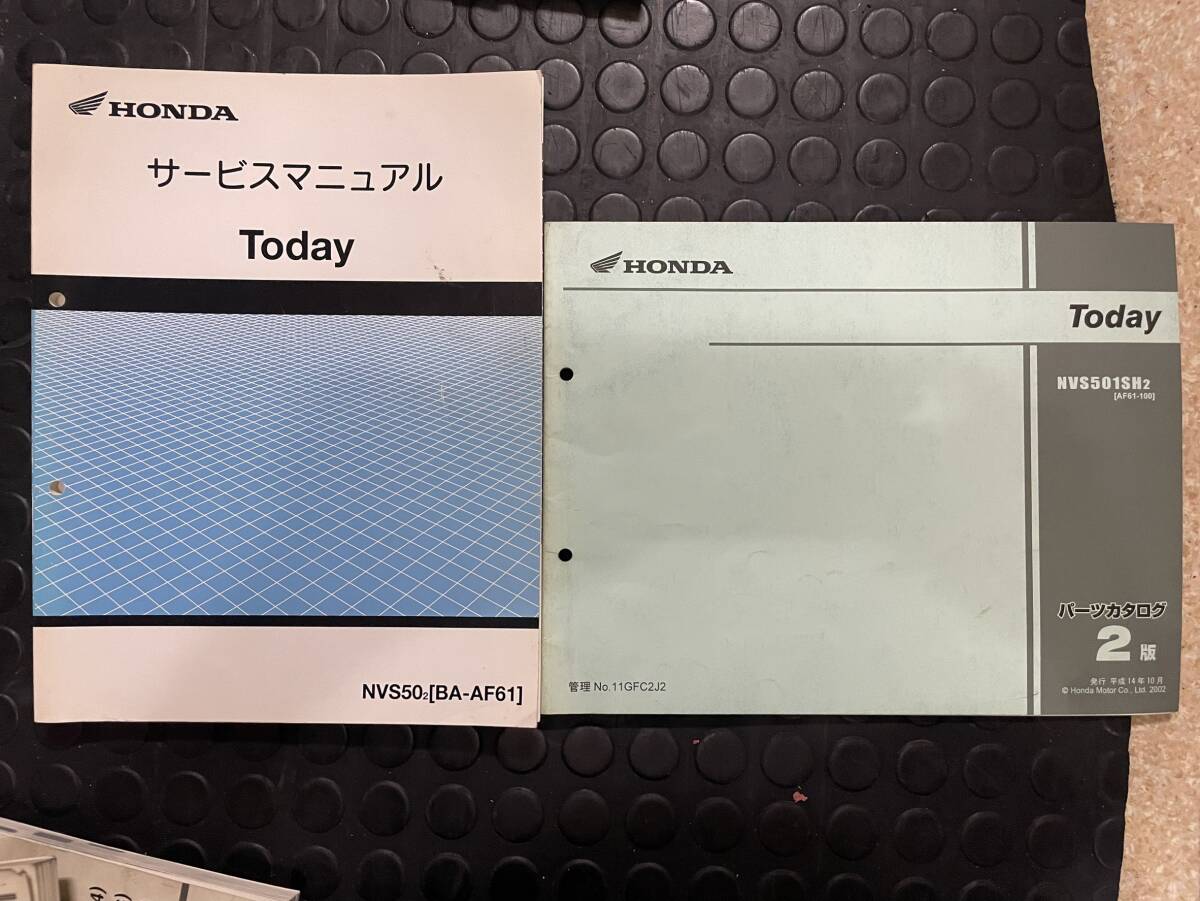 HONDA
サービスマニュアル
Today
NVS502[BA-AF61]
HONDA
Today
NVS501SH2
[AF61-100]
パーツカタログ
2版
発行 平成14年10月
© Honda Motor Co., Ltd. 2002
管理 No.11GFC2J2
4)